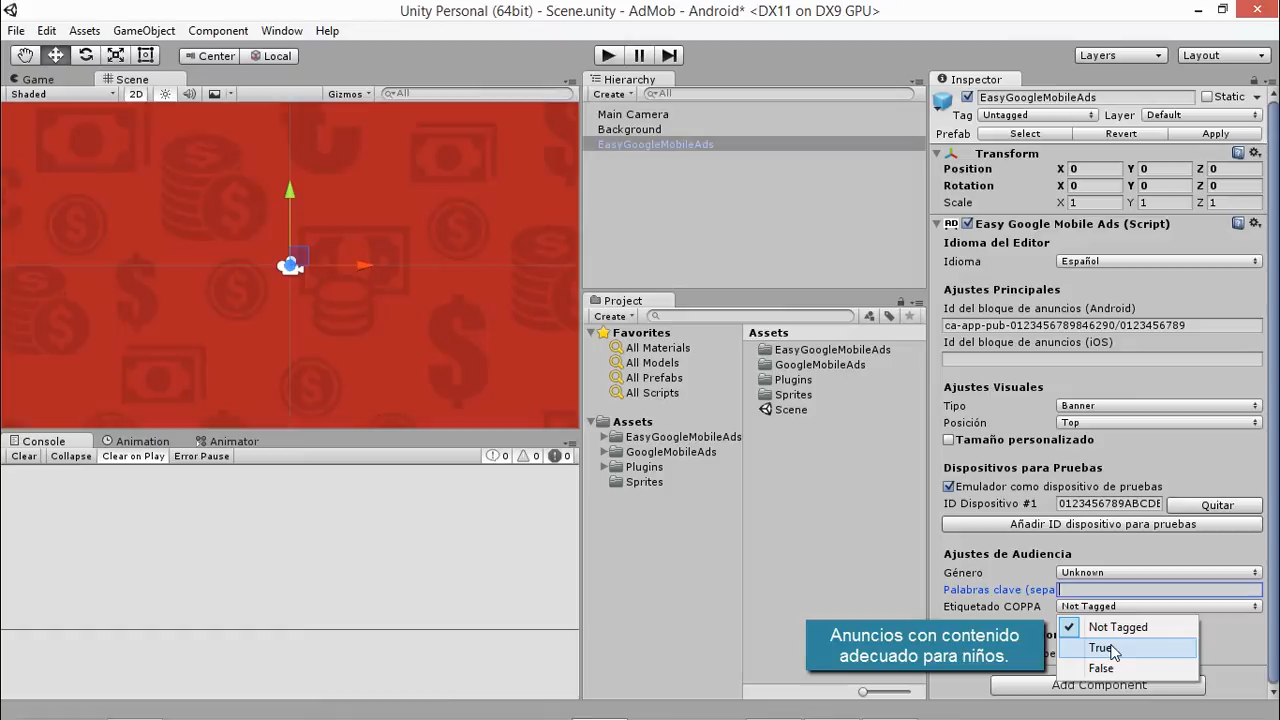 Unity Personal (64bit) - Scene.unity - AdMob - Android* <DX11 on DX9 GPU>
File Edit Assets GameObject Component Window Help
Center Local Layers Layout
Game Scene
Shaded 2D Gizmos All
Hierarchy
Create All
Main Camera
Background
EasyGoogleMobileAds
Project
Create
Favorites
All Materials
All Models
All Prefabs
All Scripts
Assets
EasyGoogleMobileAds
GoogleMobileAds
Plugins
Sprites
Assets
EasyGoogleMobileAds
GoogleMobileAds
Plugins
Sprites
Scene
Console Animation Animator
Clear Collapse Clear on Play Error Pause 0 0 0
Inspector
EasyGoogleMobileAds Static
Tag Untagged Layer Default
Prefab Select Revert Apply
Transform
Position X 0 Y 0 Z 0
Rotation X 0 Y 0 Z 0
Scale X 1 Y 1 Z 1
AD Easy Google Mobile Ads (Script)
Idioma del Editor
Idioma Español
Ajustes Principales
Id del bloque de anuncios (Android)
ca-app-pub-0123456789846290/0123456789
Id del bloque de anuncios (iOS)
Ajustes Visuales
Tipo Banner
Posición Top
Tamaño personalizado
Dispositivos para Pruebas
Emulador como dispositivo de pruebas
ID Dispositivo #1 0123456789ABCDE Quitar
Añadir ID dispositivo para pruebas
Ajustes de Audiencia
Género Unknown
Palabras clave (sepa
Etiquetado COPPA Not Tagged
Not Tagged
True
False
Anuncios con contenido
adecuado para niños.
Add Component